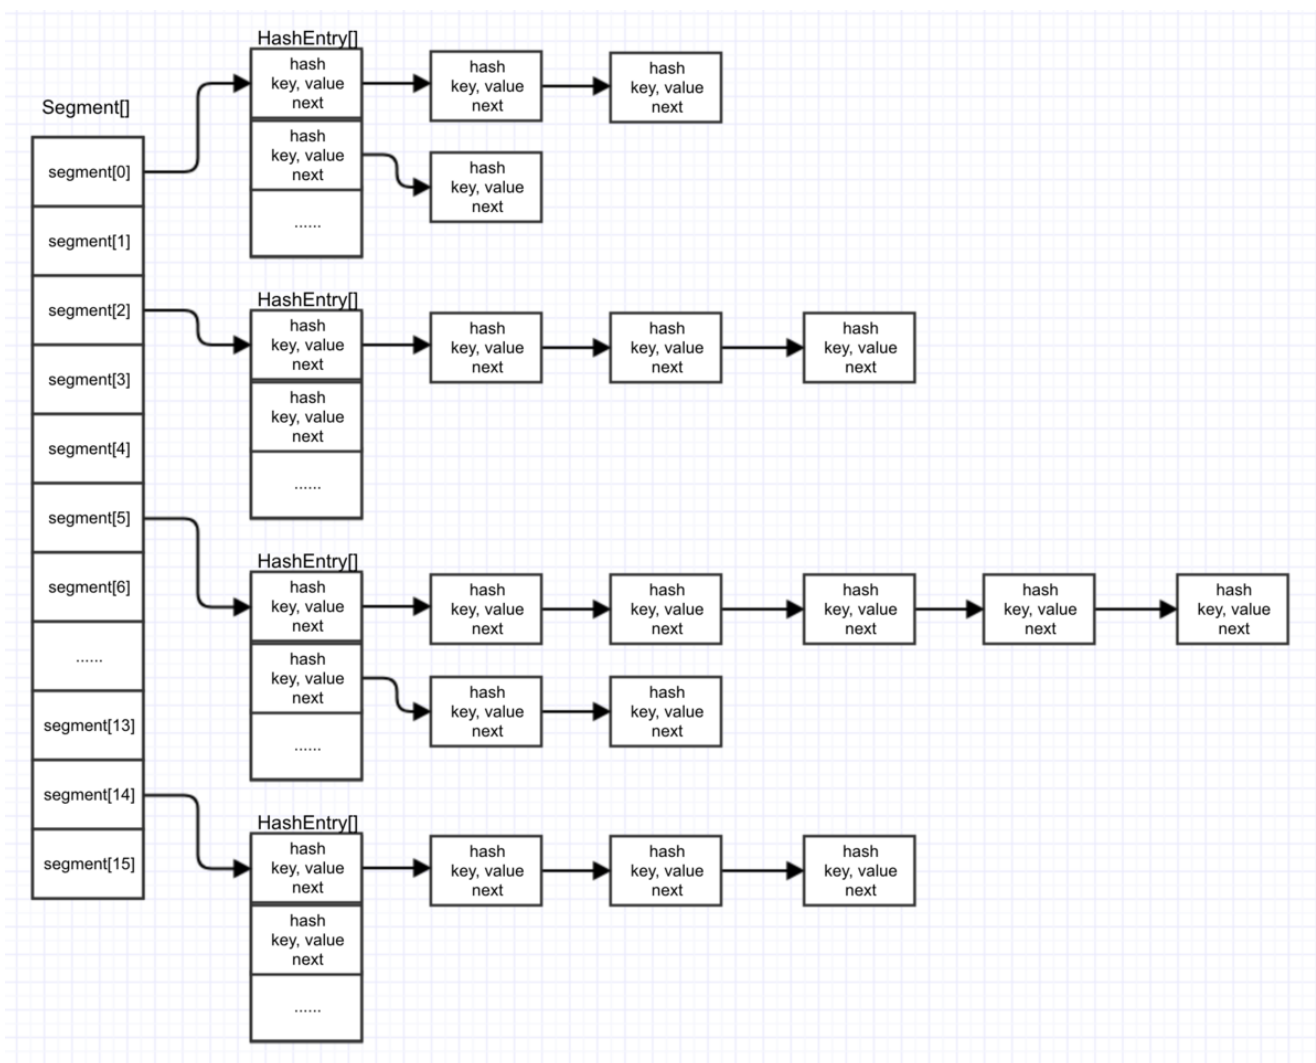 Segment[]
segment[0]
segment[1]
segment[2]
segment[3]
segment[4]
segment[5]
segment[6]
......
segment[13]
segment[14]
segment[15]
HashEntry[]
hash
key, value
next
hash
key, value
next
hash
key, value
next
hash
key, value
next
hash
key, value
next
......
HashEntry[]
hash
key, value
next
hash
key, value
next
hash
key, value
next
hash
key, value
next
hash
key, value
next
......
HashEntry[]
hash
key, value
next
hash
key, value
next
hash
key, value
next
hash
key, value
next
hash
key, value
next
hash
key, value
next
hash
key, value
next
hash
key, value
next
hash
key, value
next
......
HashEntry[]
hash
key, value
next
hash
key, value
next
hash
key, value
next
hash
key, value
next
hash
key, value
next
......